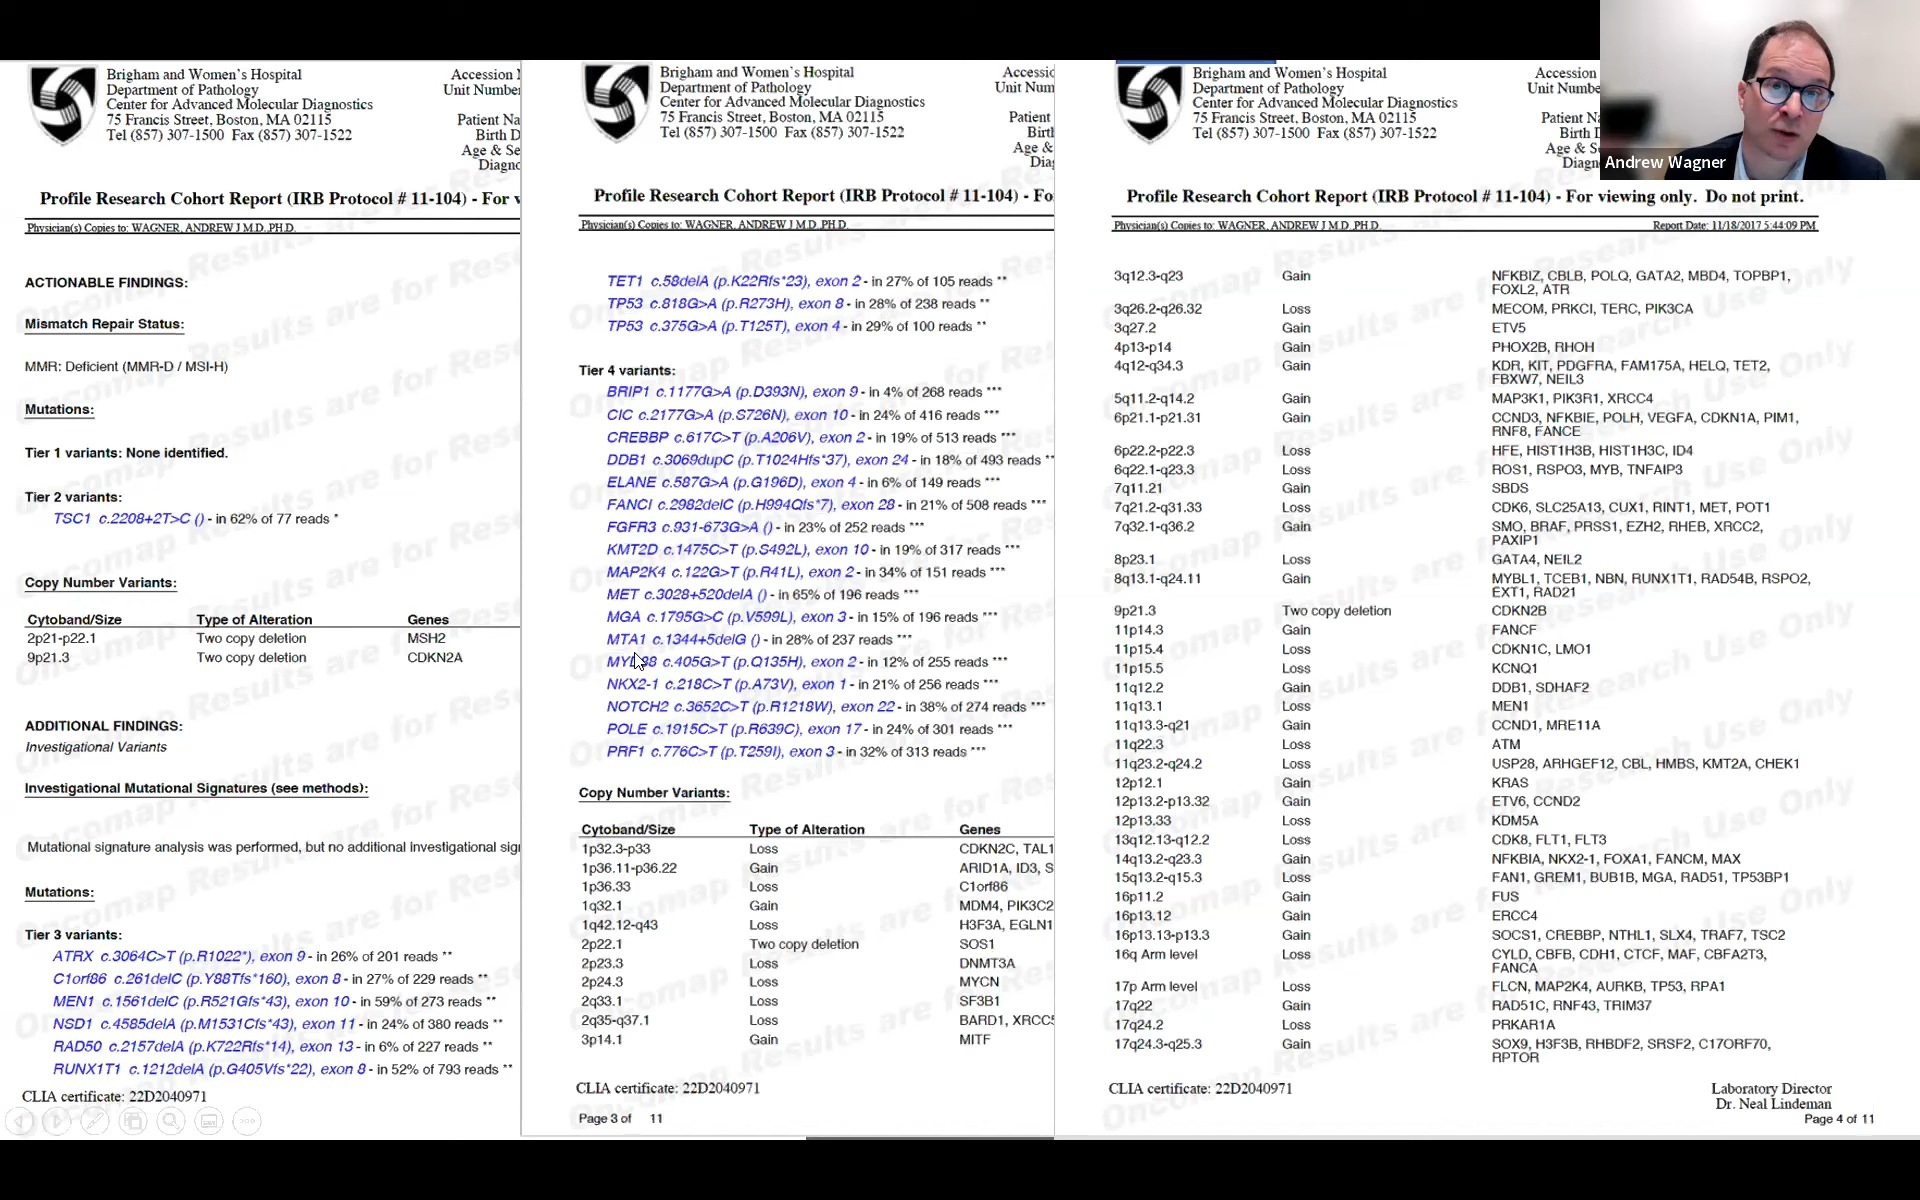 Brigham and Women's Hospital
Department of Pathology
Center for Advanced Molecular Diagnostics
75 Francis Street, Boston, MA 02115
Tel (857) 307-1500 Fax (857) 307-1522
Accession
Unit Number
Patient Na
Birth D
Age & Se
Diagno
Profile Research Cohort Report (IRB Protocol # 11-104) - For v
Physician(s) Copies to: WAGNER, ANDREW J M.D.,PH.D.
ACTIONABLE FINDINGS:
Mismatch Repair Status:
MMR: Deficient (MMR-D / MSI-H)
Mutations:
Tier 1 variants: None identified.
Tier 2 variants:
TSC1 c.2208+2T>C () - in 62% of 77 reads *
Copy Number Variants:
Cytoband/Size Type of Alteration Genes
2p21-p22.1 Two copy deletion MSH2
9p21.3 Two copy deletion CDKN2A
ADDITIONAL FINDINGS:
Investigational Variants
Investigational Mutational Signatures (see methods):
Mutational signature analysis was performed, but no additional investigational sig
Mutations:
Tier 3 variants:
ATRX c.3064C>T (p.R1022*), exon 9 - in 26% of 201 reads **
C1orf86 c.261delC (p.Y88Tfs*160), exon 8 - in 27% of 229 reads **
MEN1 c.1561delC (p.R521Gfs*43), exon 10 - in 59% of 273 reads **
NSD1 c.4585delA (p.M1531Cfs*43), exon 11 - in 24% of 380 reads **
RAD50 c.2157delA (p.K722Rfs*14), exon 13 - in 6% of 227 reads **
RUNX1T1 c.1212delA (p.G405Vfs*22), exon 8 - in 52% of 793 reads **
CLIA certificate: 22D2040971
Brigham and Women's Hospital
Department of Pathology
Center for Advanced Molecular Diagnostics
75 Francis Street, Boston, MA 02115
Tel (857) 307-1500 Fax (857) 307-1522
Accessic
Unit Num
Patient
Birtl
Age &
Dia
Profile Research Cohort Report (IRB Protocol # 11-104) - Fo
Physician(s) Copies to: WAGNER, ANDREW J M.D.,PH.D.
TET1 c.58delA (p.K22Rfs*23), exon 2 - in 27% of 105 reads **
TP53 c.818G>A (p.R273H), exon 8 - in 28% of 238 reads **
TP53 c.375G>A (p.T125T), exon 4 - in 29% of 100 reads **
Tier 4 variants:
BRIP1 c.1177G>A (p.D393N), exon 9 - in 4% of 268 reads ***
CIC c.2177G>A (p.S726N), exon 10 - in 24% of 416 reads ***
CREBBP c.617C>T (p.A206V), exon 2 - in 19% of 513 reads ***
DDB1 c.3069dupC (p.T1024Hfs*37), exon 24 - in 18% of 493 reads **
ELANE c.587G>A (p.G196D), exon 4 - in 6% of 149 reads ***
FANCI c.2982delC (p.H994Qfs*7), exon 28 - in 21% of 508 reads ***
FGFR3 c.931-673G>A () - in 23% of 252 reads ***
KMT2D c.1475C>T (p.S492L), exon 10 - in 19% of 317 reads ***
MAP2K4 c.122G>T (p.R41L), exon 2 - in 34% of 151 reads ***
MET c.3028+520delA () - in 65% of 196 reads ***
MGA c.1795G>C (p.V599L), exon 3 - in 15% of 196 reads ***
MTA1 c.1344+5delG () - in 28% of 237 reads ***
MYD88 c.405G>T (p.Q135H), exon 2 - in 12% of 255 reads ***
NKX2-1 c.218C>T (p.A73V), exon 1 - in 21% of 256 reads ***
NOTCH2 c.3652C>T (p.R1218W), exon 22 - in 38% of 274 reads ***
POLE c.1915C>T (p.R639C), exon 17 - in 24% of 301 reads ***
PRF1 c.776C>T (p.T259I), exon 3 - in 32% of 313 reads ***
Copy Number Variants:
Cytoband/Size Type of Alteration Genes
1p32.3-p33 Loss CDKN2C, TAL1
1p36.11-p36.22 Gain ARID1A, ID3, S
1p36.33 Loss C1orf86
1q32.1 Gain MDM4, PIK3C2
1q42.12-q43 Loss H3F3A, EGLN1
2p22.1 Two copy deletion SOS1
2p23.3 Loss DNMT3A
2p24.3 Loss MYCN
2q33.1 Loss SF3B1
2q35-q37.1 Loss BARD1, XRCC5
3p14.1 Gain MITF
CLIA certificate: 22D2040971
Page 3 of 11
Brigham and Women's Hospital
Department of Pathology
Center for Advanced Molecular Diagnostics
75 Francis Street, Boston, MA 02115
Tel (857) 307-1500 Fax (857) 307-1522
Accession
Unit Numbe
Patient Na
Birth D
Age & Se
Diagn
Andrew Wagner
Profile Research Cohort Report (IRB Protocol # 11-104) - For viewing only. Do not print.
Physician(s) Copies to: WAGNER, ANDREW J M.D.,PH.D. Report Date: 11/18/2017 5:44:09 PM
3q12.3-q23 Gain NFKBIZ, CBLB, POLQ, GATA2, MBD4, TOPBP1,
FOXL2, ATR
3q26.2-q26.32 Loss MECOM, PRKCI, TERC, PIK3CA
3q27.2 Gain ETV5
4p13-p14 Gain PHOX2B, RHOH
4q12-q34.3 Gain KDR, KIT, PDGFRA, FAM175A, HELQ, TET2,
FBXW7, NEIL3
5q11.2-q14.2 Gain MAP3K1, PIK3R1, XRCC4
6p21.1-p21.31 Gain CCND3, NFKBIE, POLH, VEGFA, CDKN1A, PIM1,
RNF8, FANCE
6p22.2-p22.3 Loss HFE, HIST1H3B, HIST1H3C, ID4
6q22.1-q23.3 Loss ROS1, RSPO3, MYB, TNFAIP3
7q11.21 Gain SBDS
7q21.2-q31.33 Loss CDK6, SLC25A13, CUX1, RINT1, MET, POT1
7q32.1-q36.2 Gain SMO, BRAF, PRSS1, EZH2, RHEB, XRCC2,
PAXIP1
8p23.1 Loss GATA4, NEIL2
8q13.1-q24.11 Gain MYBL1, TCEB1, NBN, RUNX1T1, RAD54B, RSPO2,
EXT1, RAD21
9p21.3 Two copy deletion CDKN2B
11p14.3 Gain FANCF
11p15.4 Loss CDKN1C, LMO1
11p15.5 Loss KCNQ1
11q12.2 Gain DDB1, SDHAF2
11q13.1 Loss MEN1
11q13.3-q21 Gain CCND1, MRE11A
11q22.3 Loss ATM
11q23.2-q24.2 Loss USP28, ARHGEF12, CBL, HMBS, KMT2A, CHEK1
12p12.1 Gain KRAS
12p13.2-p13.32 Gain ETV6, CCND2
12p13.33 Loss KDM5A
13q12.13-q12.2 Loss CDK8, FLT1, FLT3
14q13.2-q23.3 Gain NFKBIA, NKX2-1, FOXA1, FANCM, MAX
15q13.2-q15.3 Loss FAN1, GREM1, BUB1B, MGA, RAD51, TP53BP1
16p11.2 Gain FUS
16p13.12 Gain ERCC4
16p13.13-p13.3 Gain SOCS1, CREBBP, NTHL1, SLX4, TRAF7, TSC2
16q Arm level Loss CYLD, CBFB, CDH1, CTCF, MAF, CBFA2T3,
FANCA
17p Arm level Loss FLCN, MAP2K4, AURKB, TP53, RPA1
17q22 Gain RAD51C, RNF43, TRIM37
17q24.2 Loss PRKAR1A
17q24.3-q25.3 Gain SOX9, H3F3B, RHBDF2, SRSF2, C17ORF70,
RPTOR
CLIA certificate: 22D2040971
Laboratory Director
Dr. Neal Lindeman
Page 4 of 11